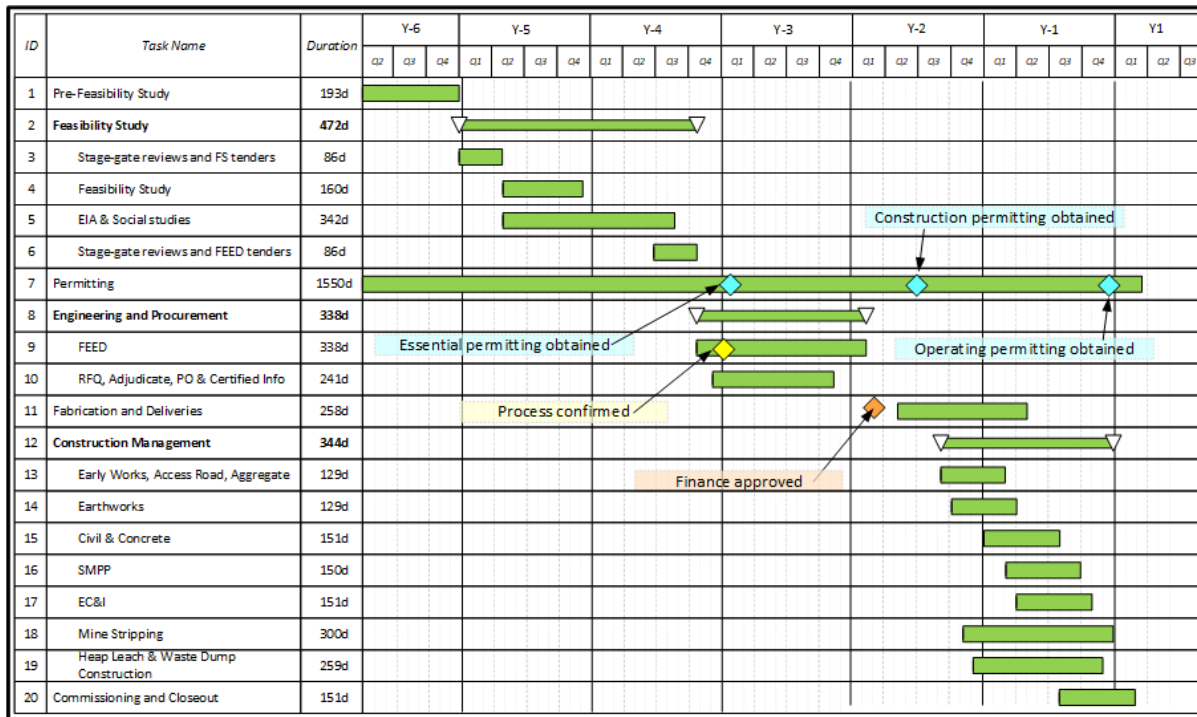 ID Task Name Duration Y-6 Y-5 Y-4 Y-3 Y-2 Y-1 Y1
Q2 Q3 Q4 Q1 Q2 Q3 Q4 Q1 Q2 Q3 Q4 Q1 Q2 Q3 Q4 Q1 Q2 Q3 Q4 Q1 Q2 Q3 Q4 Q1 Q2 Q3
1 Pre-Feasibility Study 193d
2 Feasibility Study 472d
3 Stage-gate reviews and FS tenders 86d
4 Feasibility Study 160d
5 EIA & Social studies 342d
Construction permitting obtained
6 Stage-gate reviews and FEED tenders 86d
7 Permitting 1550d
8 Engineering and Procurement 338d
Essential permitting obtained
Operating permitting obtained
9 FEED 338d
10 RFQ, Adjudicate, PO & Certified Info 241d
11 Fabrication and Deliveries 258d
Process confirmed
12 Construction Management 344d
13 Early Works, Access Road, Aggregate 129d
Finance approved
14 Earthworks 129d
15 Civil & Concrete 151d
16 SMPP 150d
17 EC&I 151d
18 Mine Stripping 300d
19 Heap Leach & Waste Dump
Construction 259d
20 Commissioning and Closeout 151d